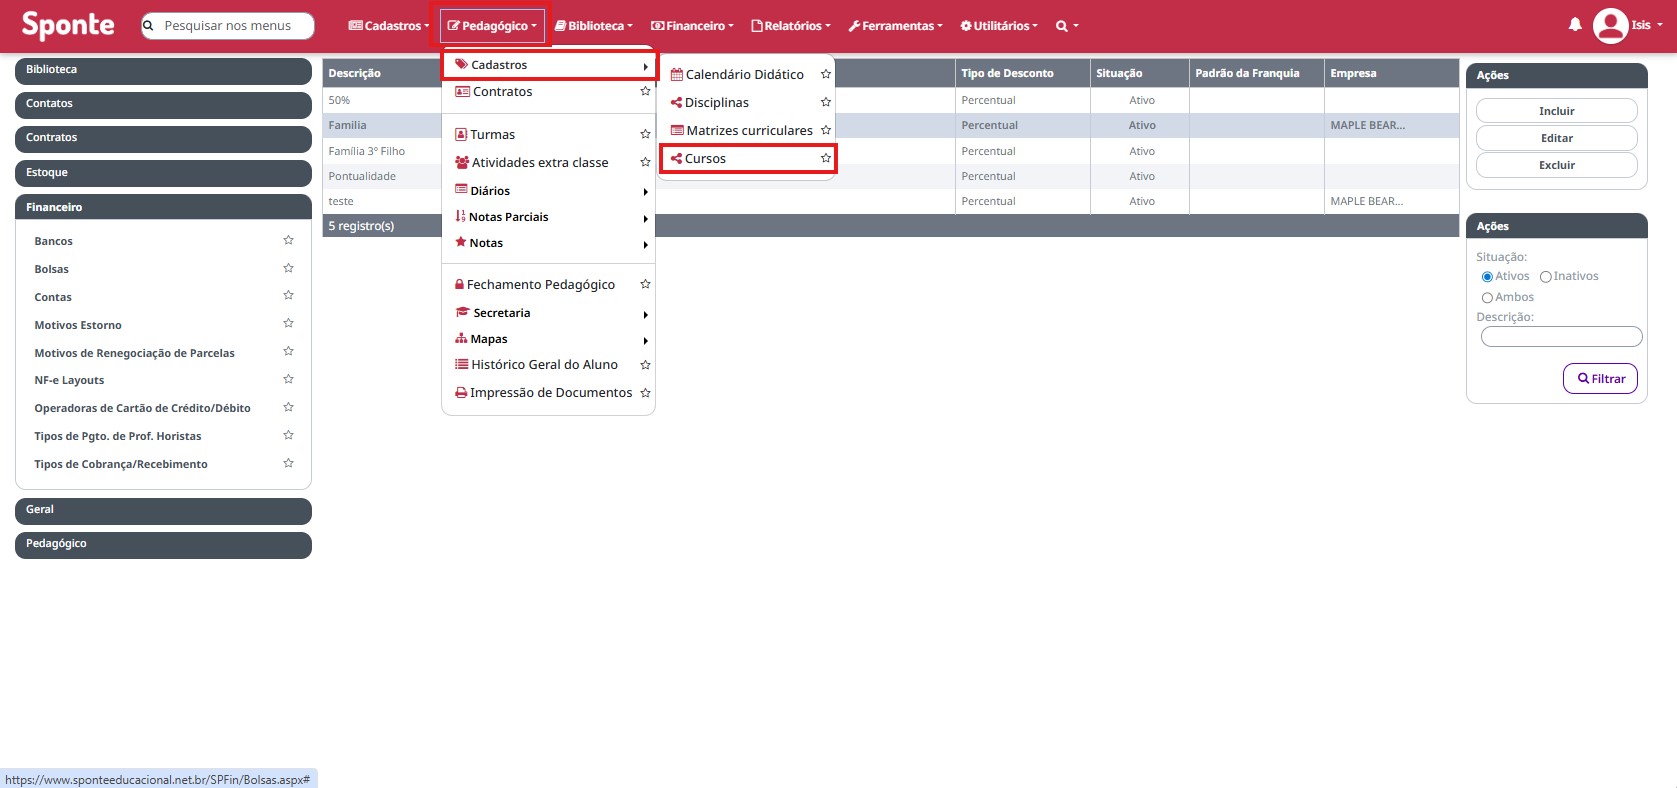 Sponte
Pesquisar nos menus
Cadastros
Pedagógico
Biblioteca
Financeiro
Relatórios
Ferramentas
Utilitários
Isis
Biblioteca
Contatos
Contratos
Estoque
Financeiro
Bancos
Bolsas
Contas
Motivos Estorno
Motivos de Renegociação de Parcelas
NF-e Layouts
Operadoras de Cartão de Crédito/Débito
Tipos de Pgto. de Prof. Horistas
Tipos de Cobrança/Recebimento
Geral
Pedagógico
Cadastros
Contratos
Turmas
Atividades extra classe
Diários
Notas Parciais
Notas
Fechamento Pedagógico
Secretaria
Mapas
Histórico Geral do Aluno
Impressão de Documentos
Calendário Didático
Disciplinas
Matrizes curriculares
Cursos
Descrição Tipo de Desconto Situação Padrão da Franquia Empresa
50% Percentual Ativo
Família Percentual Ativo MAPLE BEAR...
Família 3º Filho Percentual Ativo
Pontualidade Percentual Ativo
teste Percentual Ativo MAPLE BEAR...
5 registro(s)
Ações
Incluir
Editar
Excluir
Ações
Situação:
Ativos Inativos
Ambos
Descrição:
Filtrar
https://www.sponteeducacional.net.br/SPFin/Bolsas.aspx#